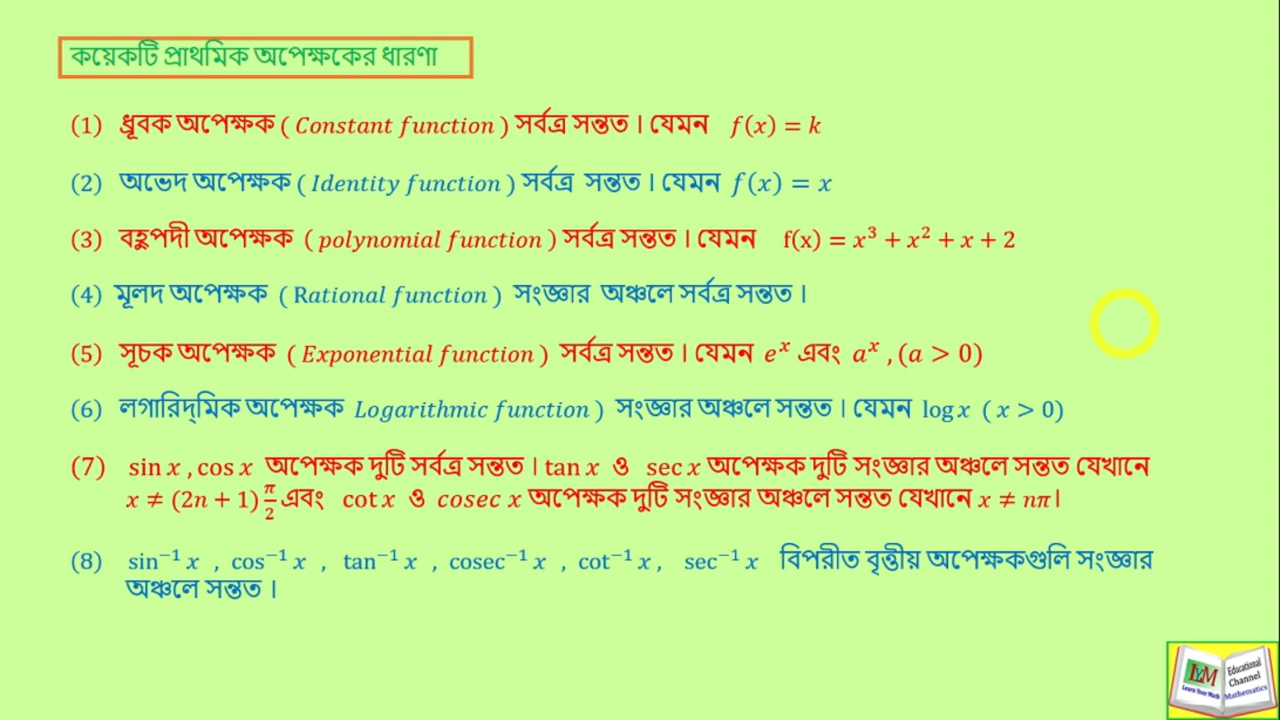 কয়েকটি প্রাথমিক অপেক্ষকের ধারণা
(1) ধ্রূবক অপেক্ষক ( Constant function ) সর্বত্র সন্তত । যেমন f(x) = k
(2) অভেদ অপেক্ষক ( Identity function ) সর্বত্র সন্তত । যেমন f(x) = x
(3) বহুপদী অপেক্ষক ( polynomial function ) সর্বত্র সন্তত । যেমন f(x) = x³ + x² + x + 2
(4) মূলদ অপেক্ষক ( Rational function ) সংজ্ঞার অঞ্চলে সর্বত্র সন্তত ।
(5) সূচক অপেক্ষক ( Exponential function ) সর্বত্র সন্তত । যেমন eˣ এবং aˣ , (a > 0)
(6) লগারিদ্‌মিক অপেক্ষক Logarithmic function ) সংজ্ঞার অঞ্চলে সন্তত । যেমন log x ( x > 0)
(7) sin x , cos x অপেক্ষক দুটি সর্বত্র সন্তত । tan x ও sec x অপেক্ষক দুটি সংজ্ঞার অঞ্চলে সন্তত যেখানে
x ≠ (2n + 1) π/2 এবং cot x ও cosec x অপেক্ষক দুটি সংজ্ঞার অঞ্চলে সন্তত যেখানে x ≠ nπ ।
(8) sin⁻¹ x , cos⁻¹ x , tan⁻¹ x , cosec⁻¹ x , cot⁻¹ x , sec⁻¹ x বিপরীত বৃত্তীয় অপেক্ষকগুলি সংজ্ঞার
অঞ্চলে সন্তত ।
LYM
Learn Your Math
Educational
Channel
Mathematics